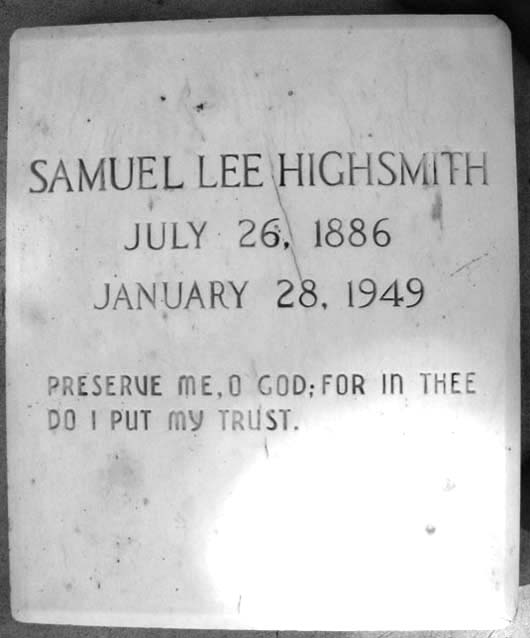 SAMUEL LEE HIGHSMITH
JULY 26, 1886
JANUARY 28, 1949
PRESERVE ME, O GOD; FOR IN THEE
DO I PUT MY TRUST.